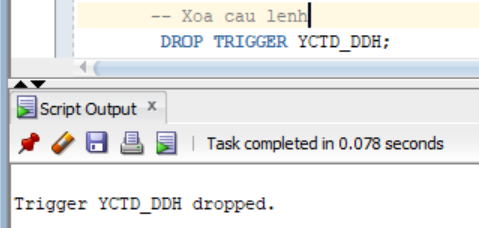 -- Xoa cau lenh
DROP TRIGGER YCTD_DDH;
Script Output x
Task completed in 0.078 seconds
Trigger YCTD_DDH dropped.